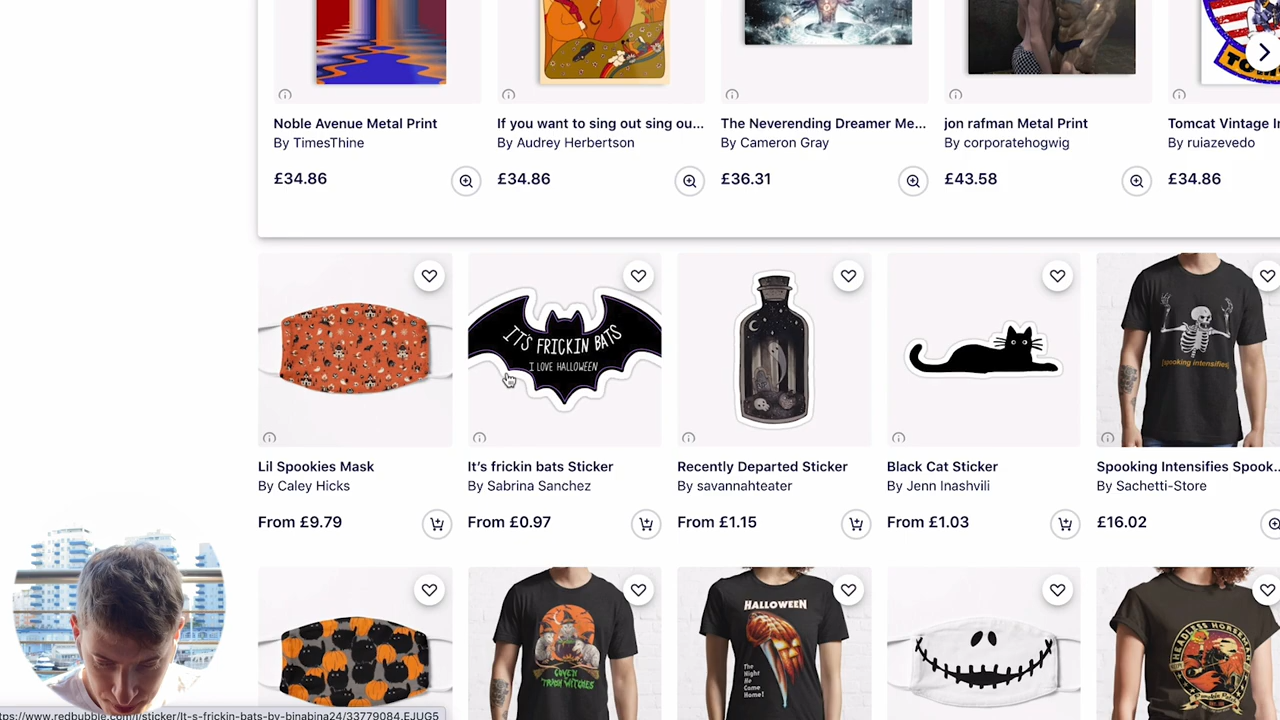 TOM
Noble Avenue Metal Print
If you want to sing out sing ou...
The Neverending Dreamer Me...
jon rafman Metal Print
Tomcat Vintage I
By TimesThine
By Audrey Herbertson
By Cameron Gray
By corporatehogwig
By ruiazevedo
£34.86
£34.86
£36.31
£43.58
£34.86
ITS FRICKIN BATS
I LOVE HALLOWEEN
[spooking intensifies]
Lil Spookies Mask
It's frickin bats Sticker
Recently Departed Sticker
Black Cat Sticker
Spooking Intensifies Spook...
By Caley Hicks
By Sabrina Sanchez
By savannahteater
By Jenn Inashvili
By Sachetti-Store
From £9.79
From £0.97
From £1.15
From £1.03
£16.02
COVEN
OF
TRASH WITCHES
HALLOWEEN
The
Night
He
Came
Home!
HEADLESS HORSEMAN
tps://www.redbubble.com/i/sticker/It-s-frickin-bats-by-binabina24/33779084.EJUG5